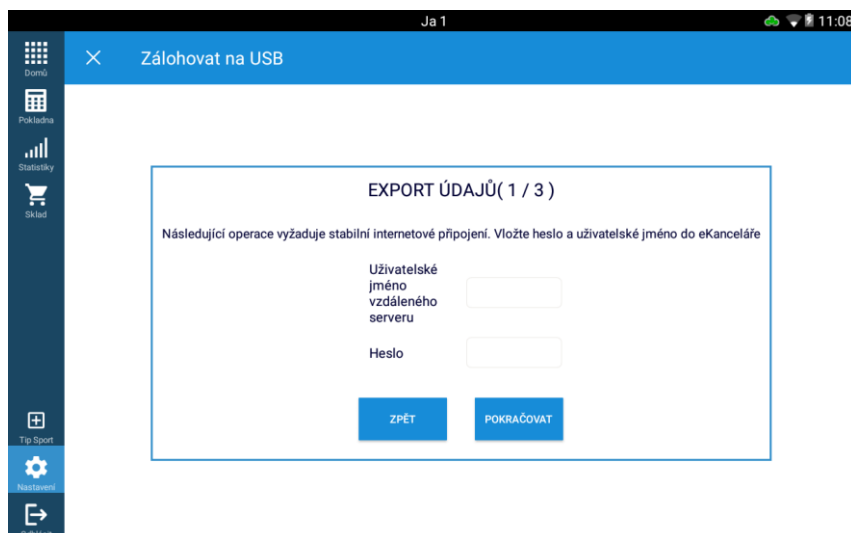 Ja 1
11:08
Domů
Zálohovat na USB
Pokladna
Statistiky
Sklad
EXPORT ÚDAJŮ( 1 / 3 )
Následující operace vyžaduje stabilní internetové připojení. Vložte heslo a uživatelské jméno do eKanceláře
Uživatelské
jméno
vzdáleného
serveru
Heslo
ZPĚT
POKRAČOVAT
Tip Sport
Nastavení